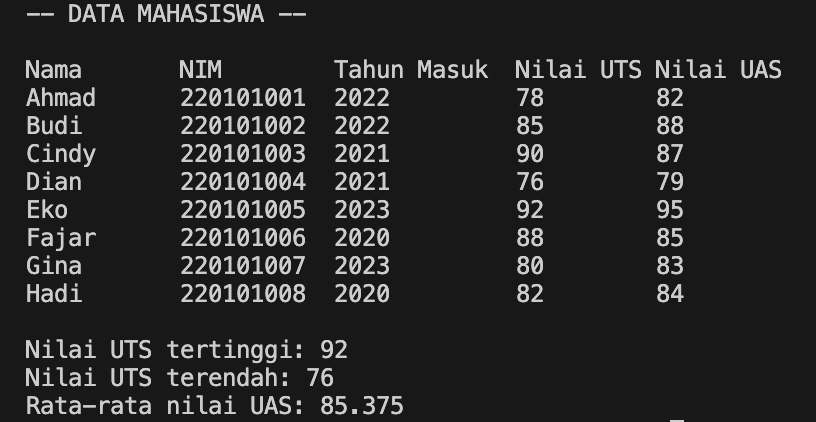 -- DATA MAHASISWA --
Nama NIM Tahun Masuk Nilai UTS Nilai UAS
Ahmad 220101001 2022 78 82
Budi 220101002 2022 85 88
Cindy 220101003 2021 90 87
Dian 220101004 2021 76 79
Eko 220101005 2023 92 95
Fajar 220101006 2020 88 85
Gina 220101007 2023 80 83
Hadi 220101008 2020 82 84
Nilai UTS tertinggi: 92
Nilai UTS terendah: 76
Rata-rata nilai UAS: 85.375